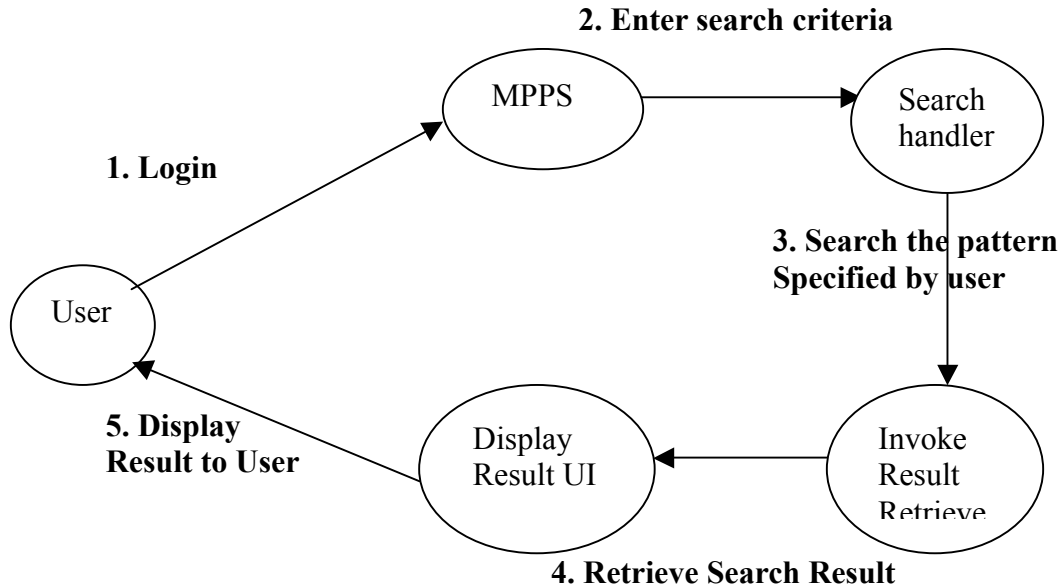 2. Enter search criteria
MPPS
Search
handler
1. Login
3. Search the pattern
Specified by user
User
5. Display
Result to User
Display
Result UI
Invoke
Result
Retrieve
4. Retrieve Search Result